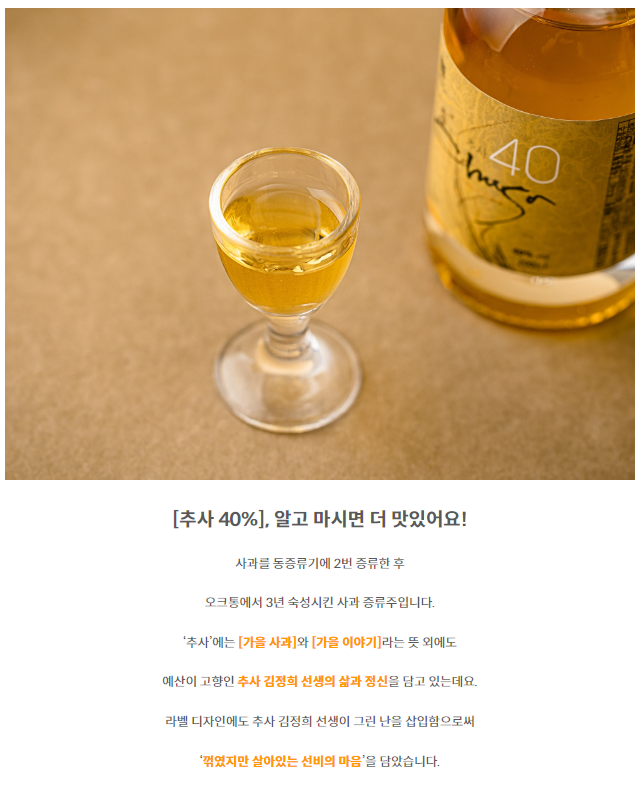 40
Chusa
[추사 40%], 알고 마시면 더 맛있어요!
사과를 동증류기에 2번 증류한 후
오크통에서 3년 숙성시킨 사과 증류주입니다.
‘추사’에는 [가을 사과]와 [가을 이야기]라는 뜻 외에도
예산이 고향인 추사 김정희 선생의 삶과 정신을 담고 있는데요.
라벨 디자인에도 추사 김정희 선생이 그린 난을 삽입함으로써
‘꺾였지만 살아있는 선비의 마음’을 담았습니다.